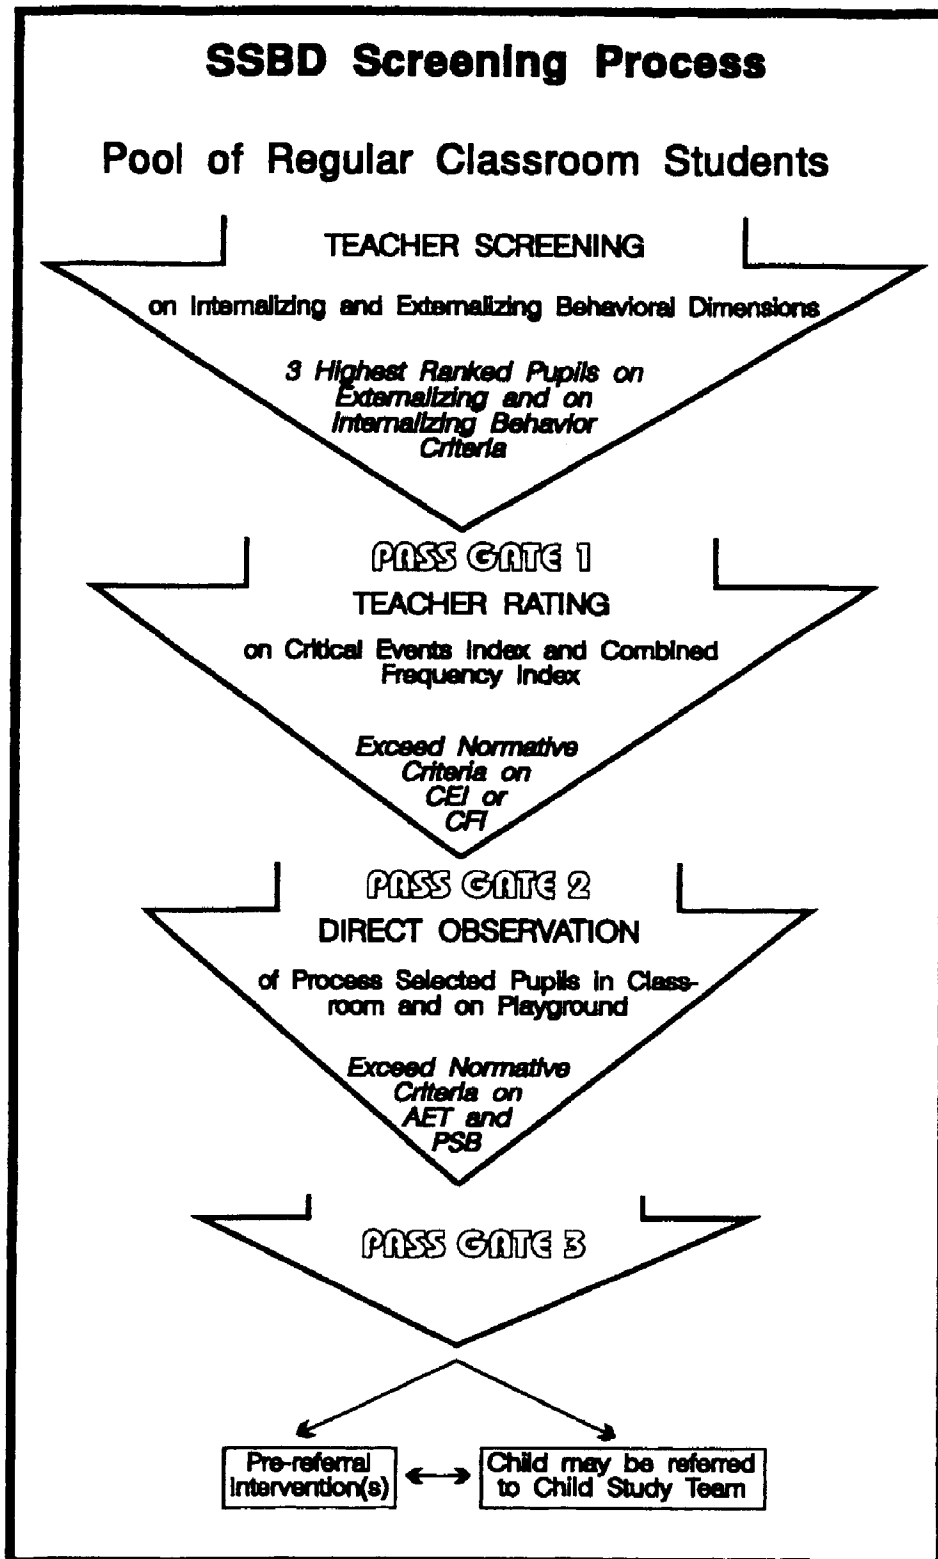 SSBD Screening Process
Pool of Regular Classroom Students
TEACHER SCREENING
on Internalizing and Externalizing Behavioral Dimensions
3 Highest Ranked Pupils on
Externalizing and on
Internalizing Behavior
Criteria
PASS GATE 1
TEACHER RATING
on Critical Events Index and Combined
Frequency Index
Exceed Normative
Criteria on
CEI or
CFI
PASS GATE 2
DIRECT OBSERVATION
of Process Selected Pupils in Class-
room and on Playground
Exceed Normative
Criteria on
AET and
PSB
PASS GATE 3
Pre-referral
Intervention(s)
Child may be referred
to Child Study Team